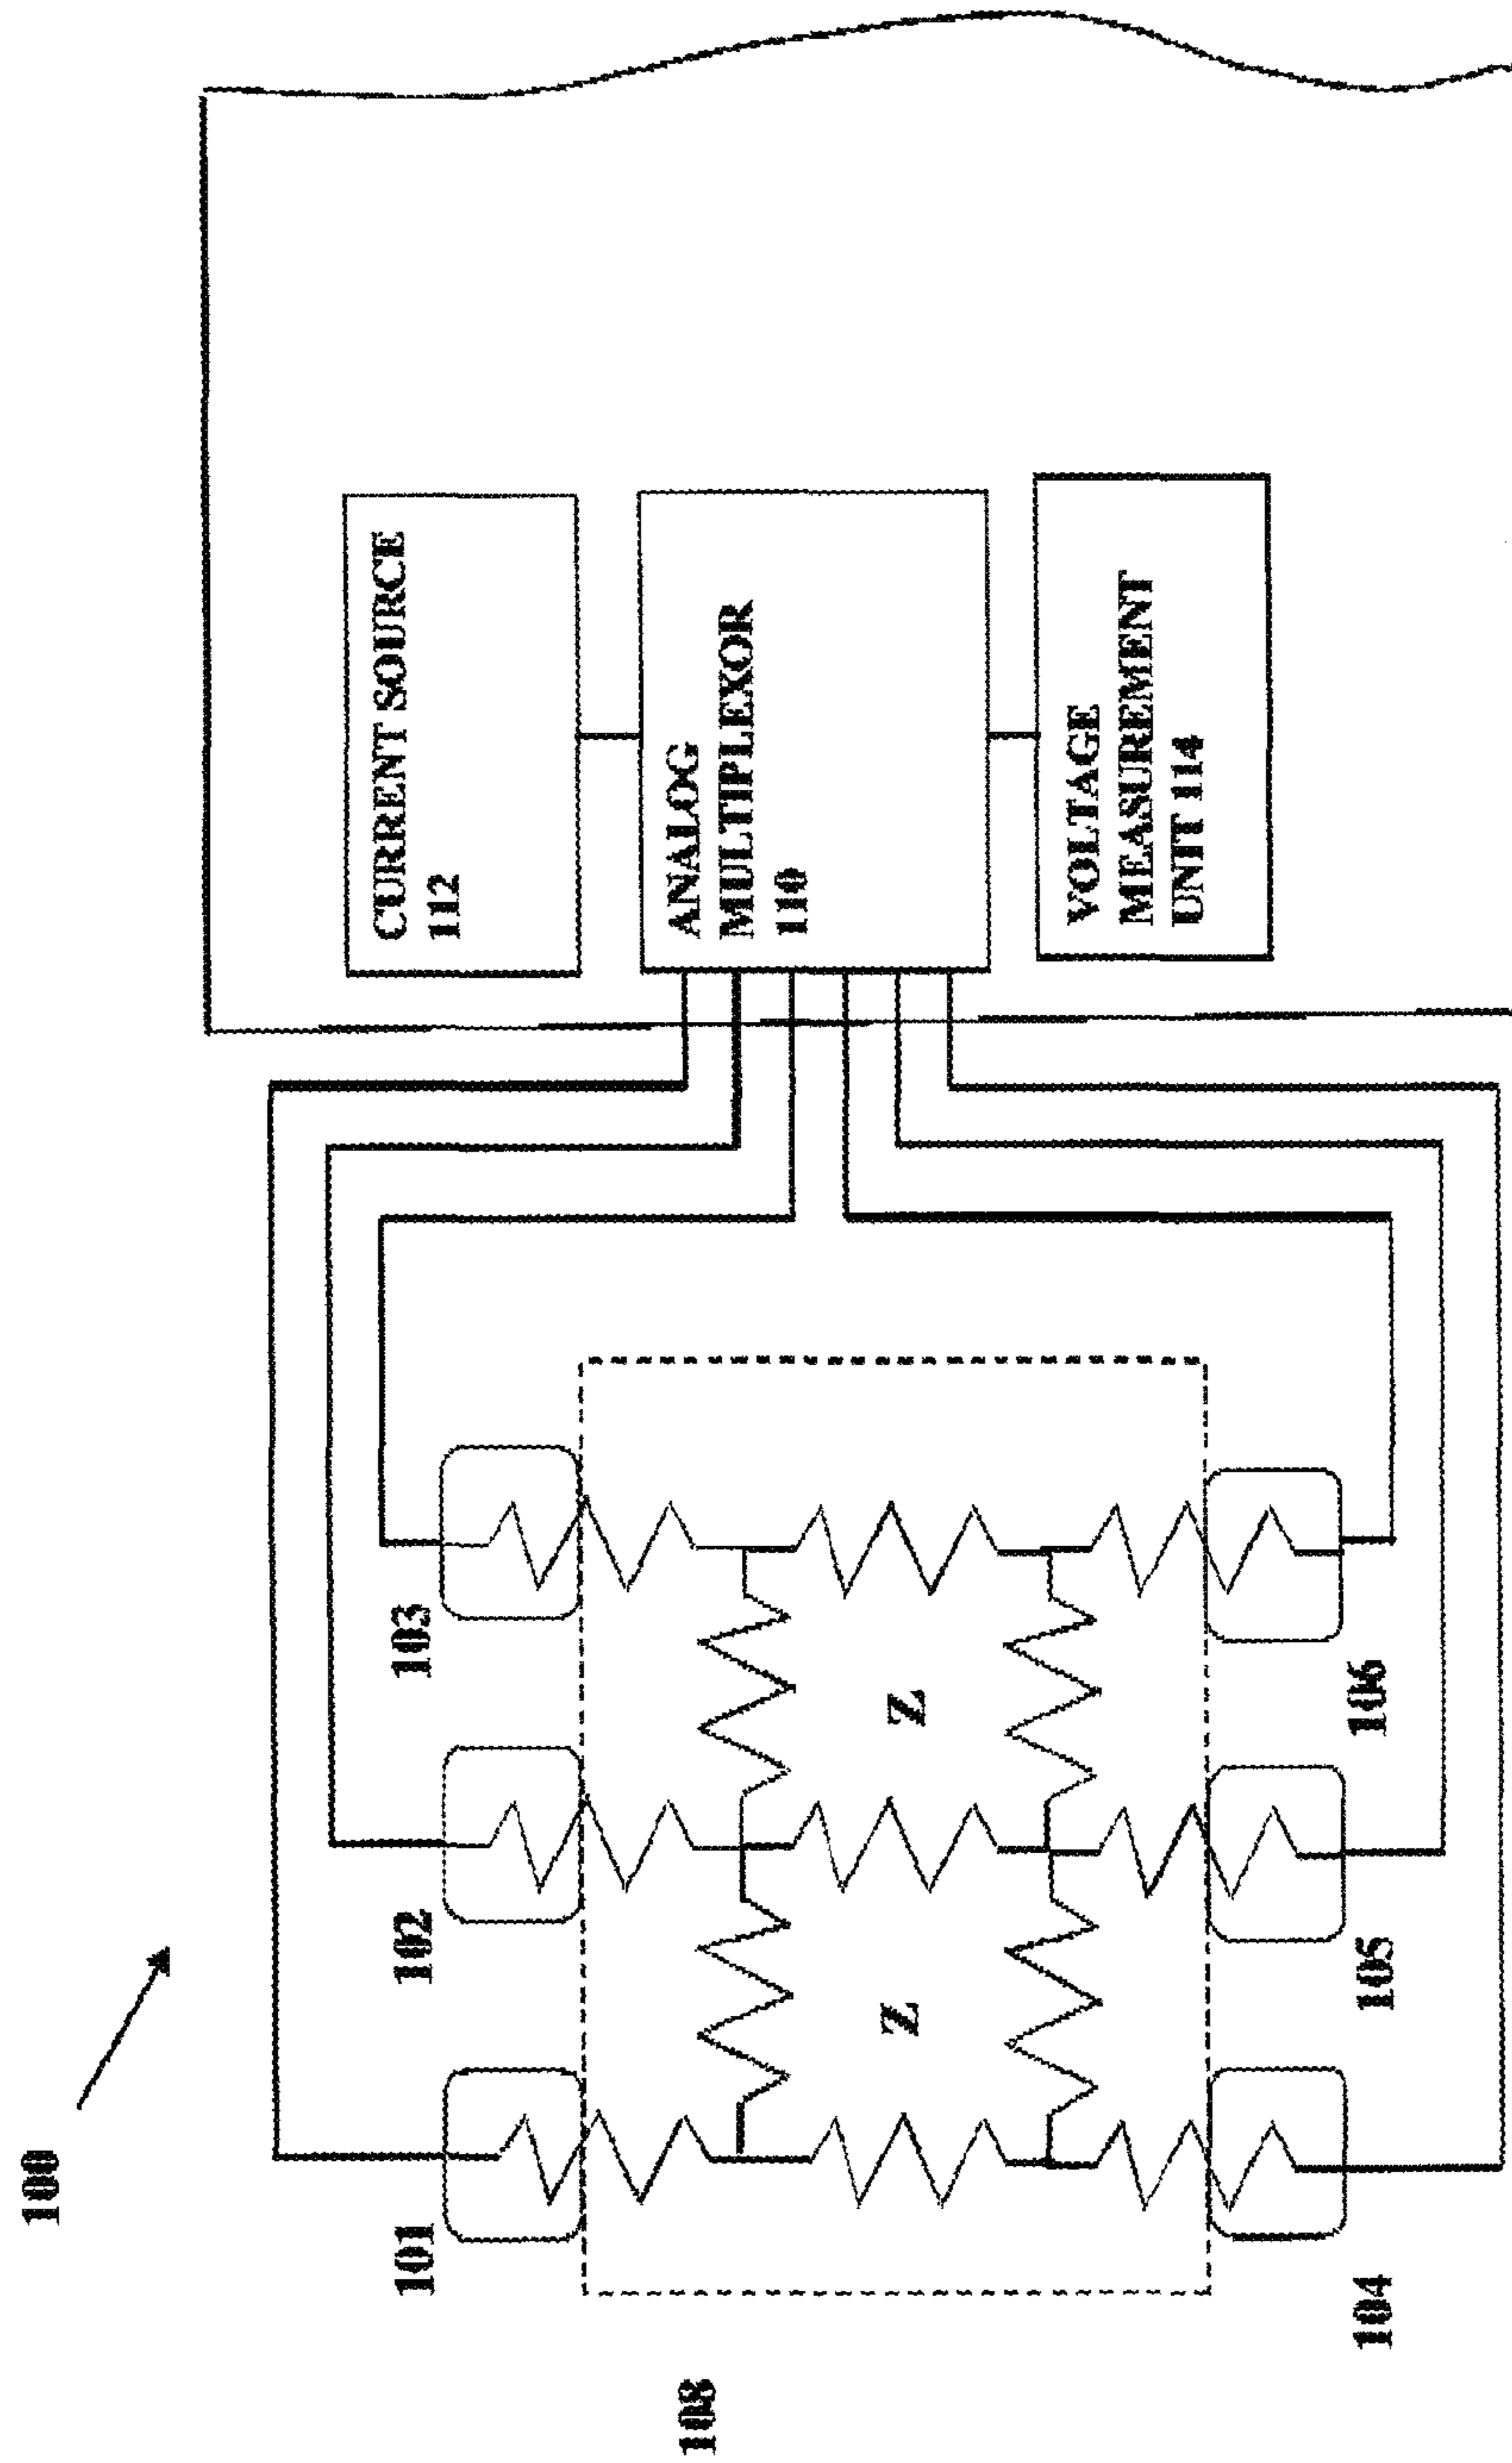 100
101
102
103
108
Z
Z
104
105
106
CURRENT SOURCE
112
ANALOG
MULTIPLEXOR
110
VOLTAGE
MEASUREMENT
UNIT 114